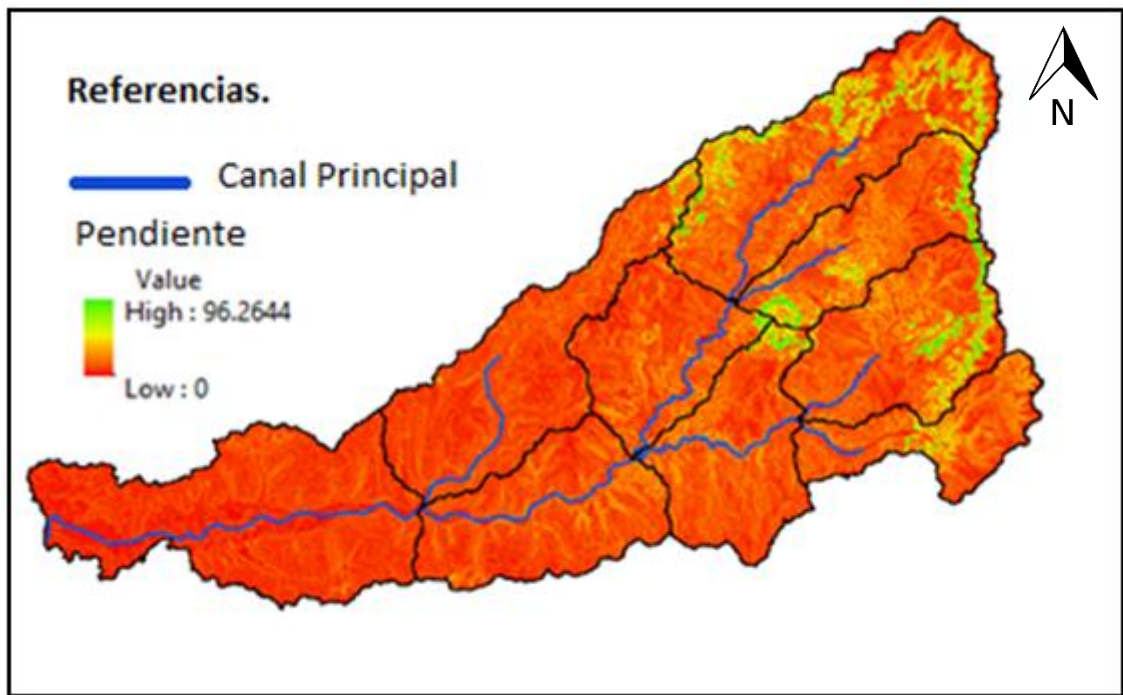 Referencias.
Canal Principal
Pendiente
Value
High : 96.2644
Low : 0
N